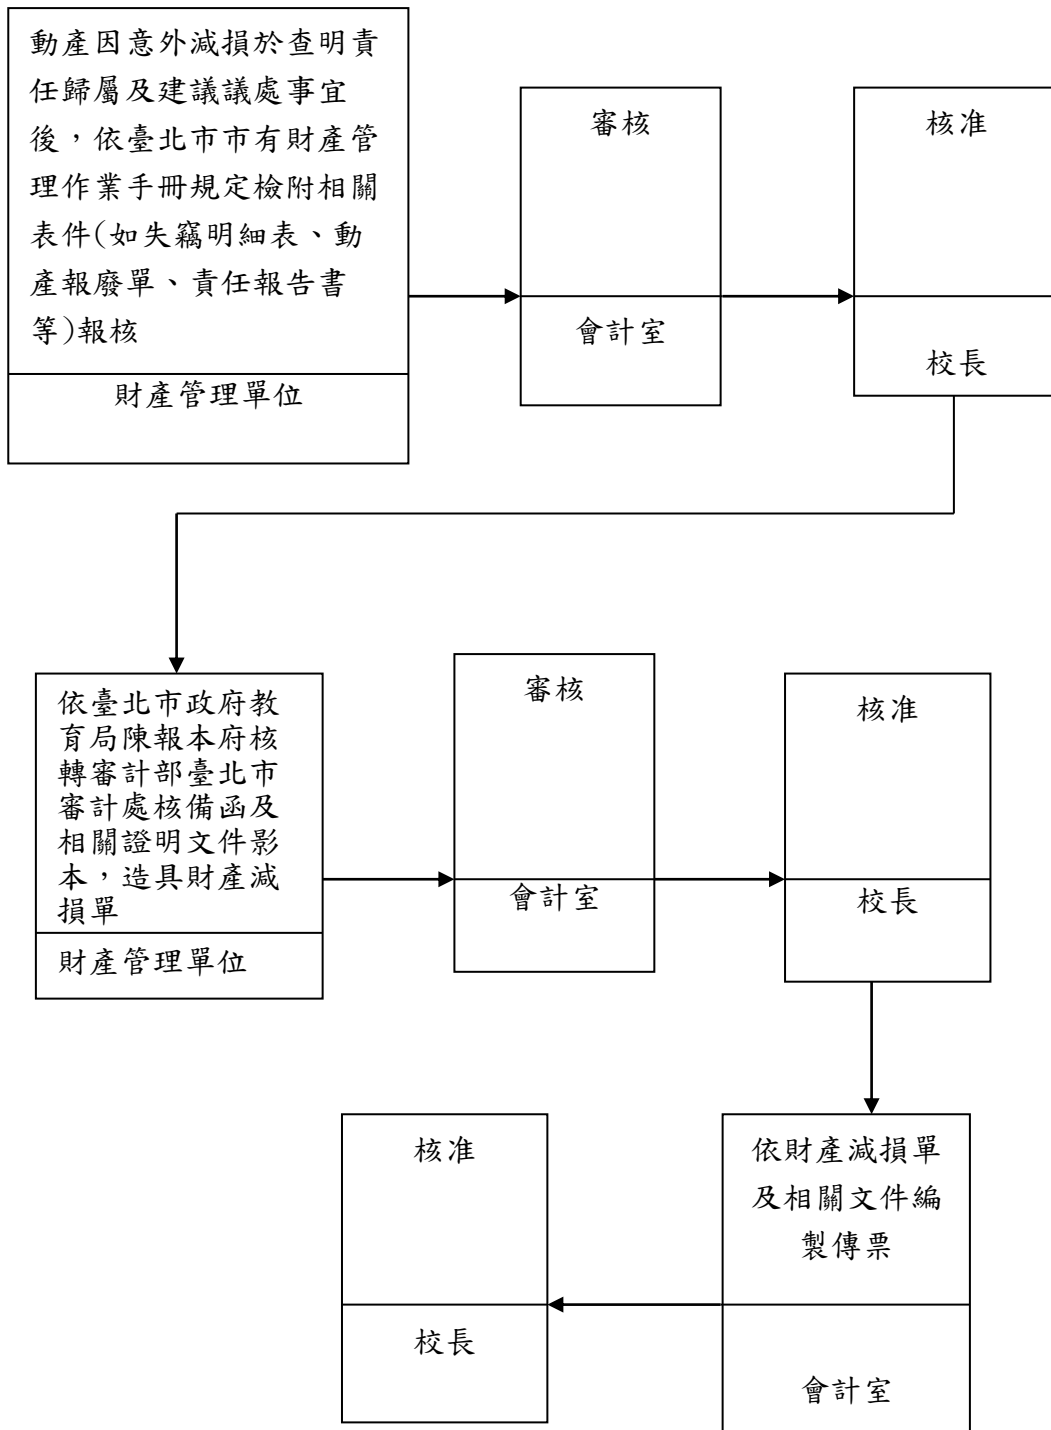 動產因意外減損於查明責
任歸屬及建議議處事宜
後，依臺北市市有財產管
理作業手冊規定檢附相關
表件(如失竊明細表、動
產報廢單、責任報告書
等)報核
財產管理單位
審核
會計室
核准
校長
依臺北市政府教
育局陳報本府核
轉審計部臺北市
審計處核備函及
相關證明文件影
本，造具財產減
損單
財產管理單位
審核
會計室
核准
校長
依財產減損單
及相關文件編
製傳票
會計室
核准
校長